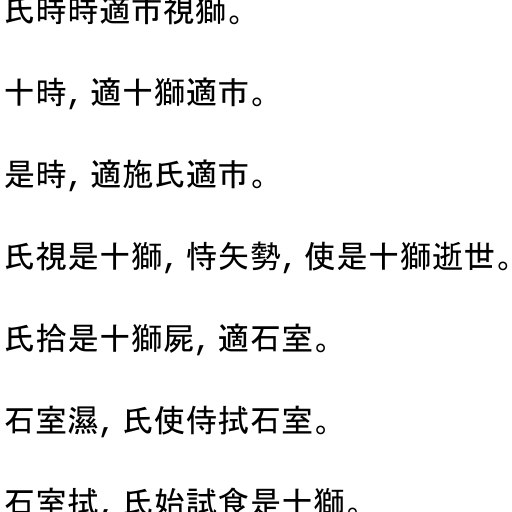 氏時時適市視獅。
十時, 適十獅適市。
是時, 適施氏適市。
氏視是十獅, 恃矢勢, 使是十獅逝世。
氏拾是十獅屍, 適石室。
石室濕, 氏使侍拭石室。
石室拭, 氏始試食是十獅。